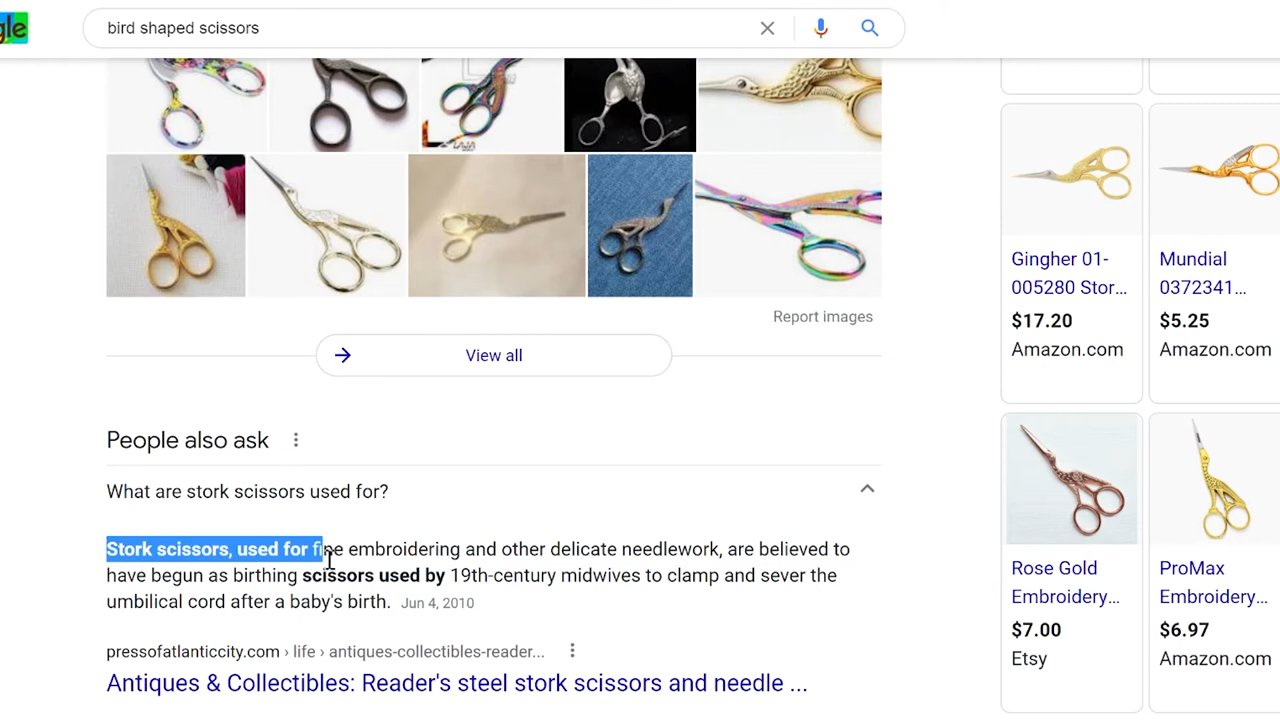 gle
bird shaped scissors
Report images
View all
People also ask
What are stork scissors used for?
Stork scissors, used for fine embroidering and other delicate needlework, are believed to
have begun as birthing scissors used by 19th-century midwives to clamp and sever the
umbilical cord after a baby's birth. Jun 4, 2010
pressofatlanticcity.com › life › antiques-collectibles-reader...
Antiques & Collectibles: Reader's steel stork scissors and needle ...
Gingher 01-
005280 Stor...
$17.20
Amazon.com
Mundial
0372341...
$5.25
Amazon.com
Rose Gold
Embroidery...
$7.00
Etsy
ProMax
Embroidery...
$6.97
Amazon.com